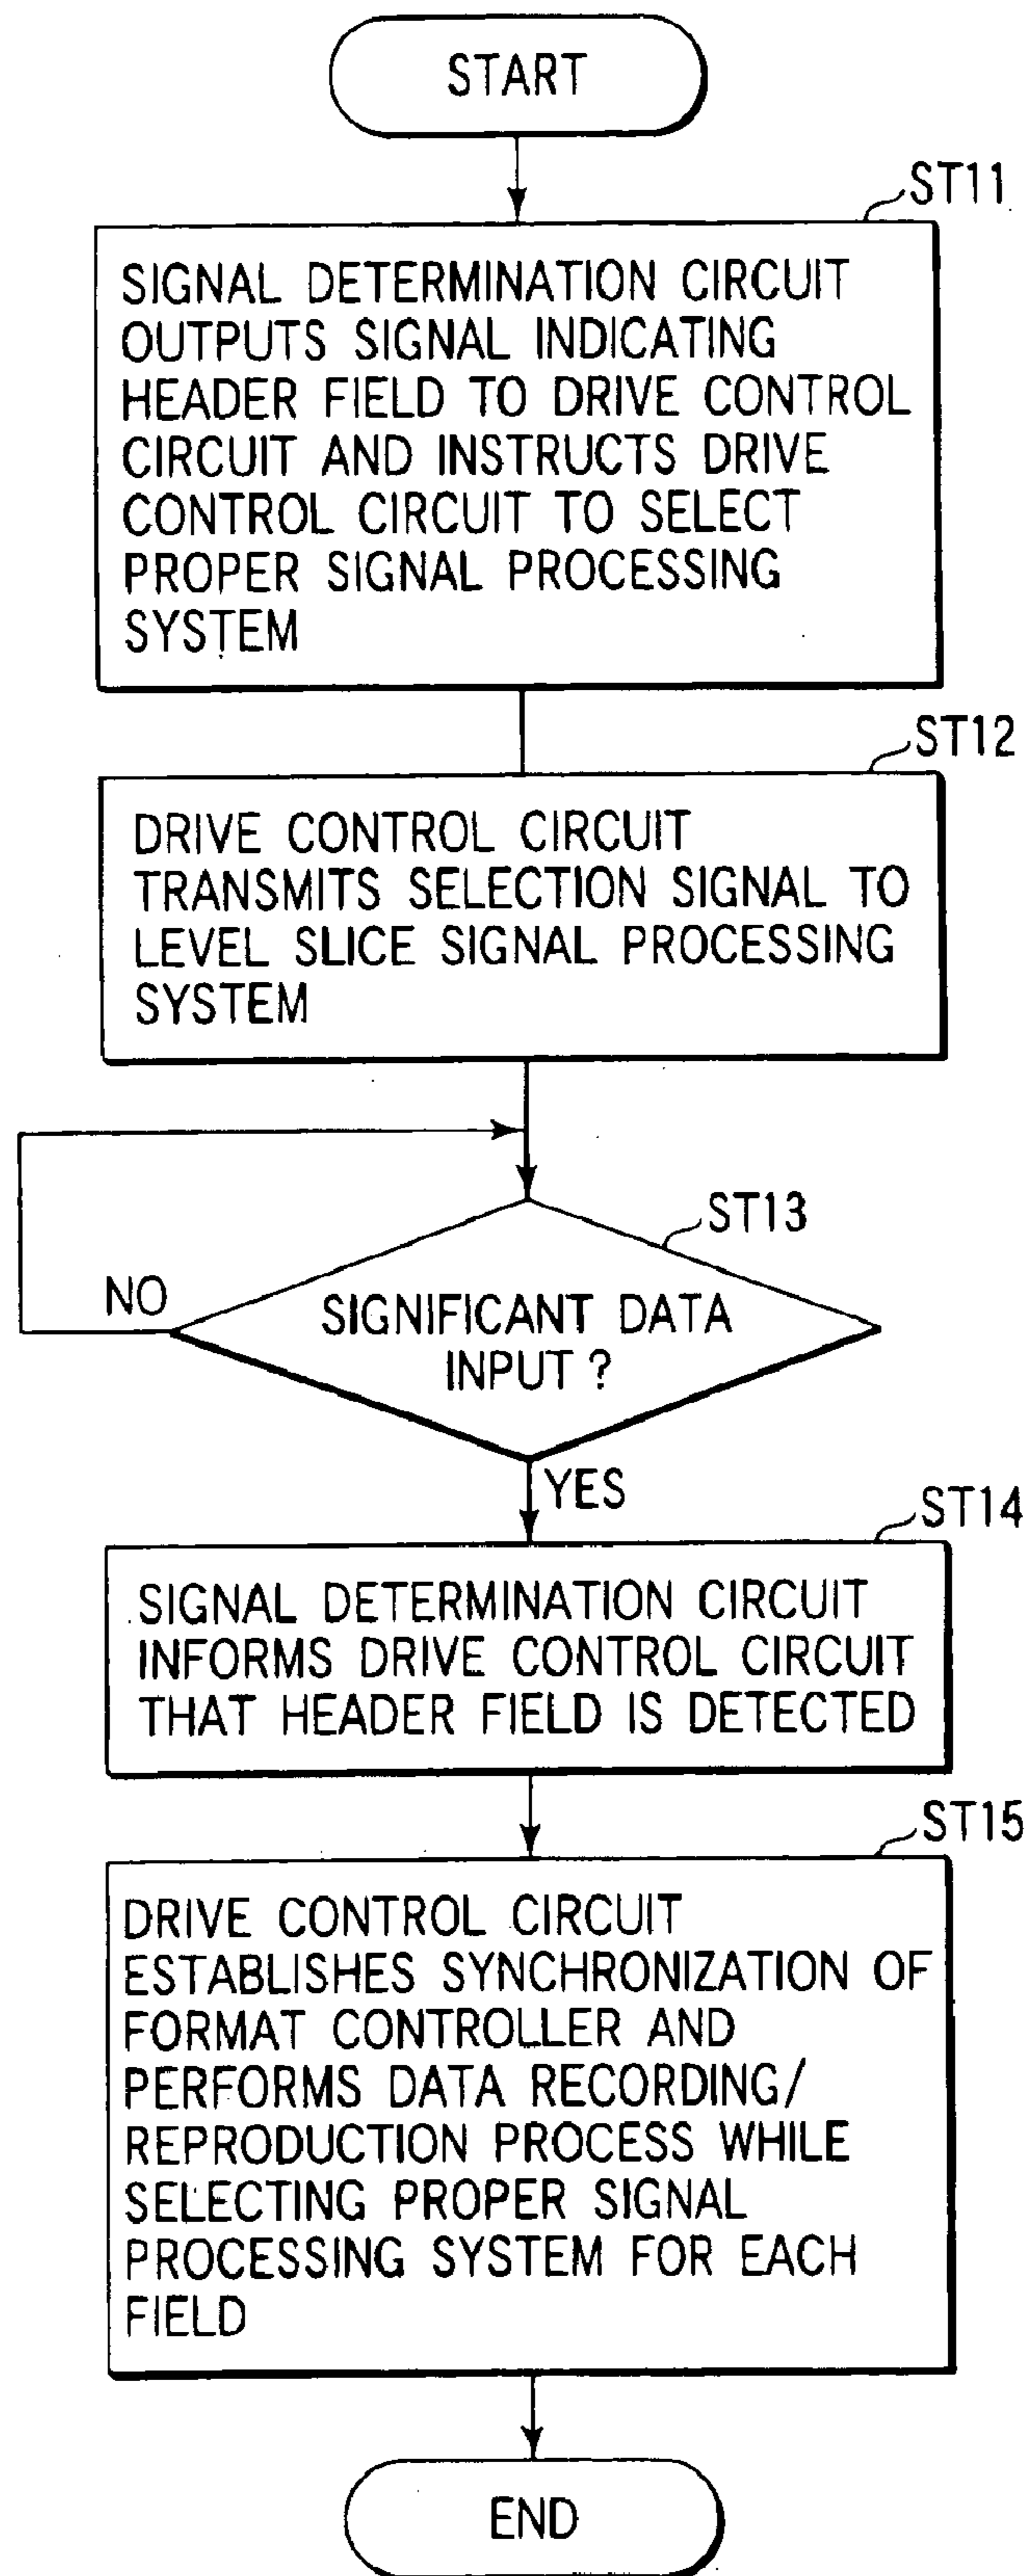 START
ST11
SIGNAL DETERMINATION CIRCUIT
OUTPUTS SIGNAL INDICATING
HEADER FIELD TO DRIVE CONTROL
CIRCUIT AND INSTRUCTS DRIVE
CONTROL CIRCUIT TO SELECT
PROPER SIGNAL PROCESSING
SYSTEM
ST12
DRIVE CONTROL CIRCUIT
TRANSMITS SELECTION SIGNAL TO
LEVEL SLICE SIGNAL PROCESSING
SYSTEM
ST13
NO
SIGNIFICANT DATA
INPUT ?
YES
ST14
SIGNAL DETERMINATION CIRCUIT
INFORMS DRIVE CONTROL CIRCUIT
THAT HEADER FIELD IS DETECTED
ST15
DRIVE CONTROL CIRCUIT
ESTABLISHES SYNCHRONIZATION OF
FORMAT CONTROLLER AND
PERFORMS DATA RECORDING/
REPRODUCTION PROCESS WHILE
SELECTING PROPER SIGNAL
PROCESSING SYSTEM FOR EACH
FIELD
END